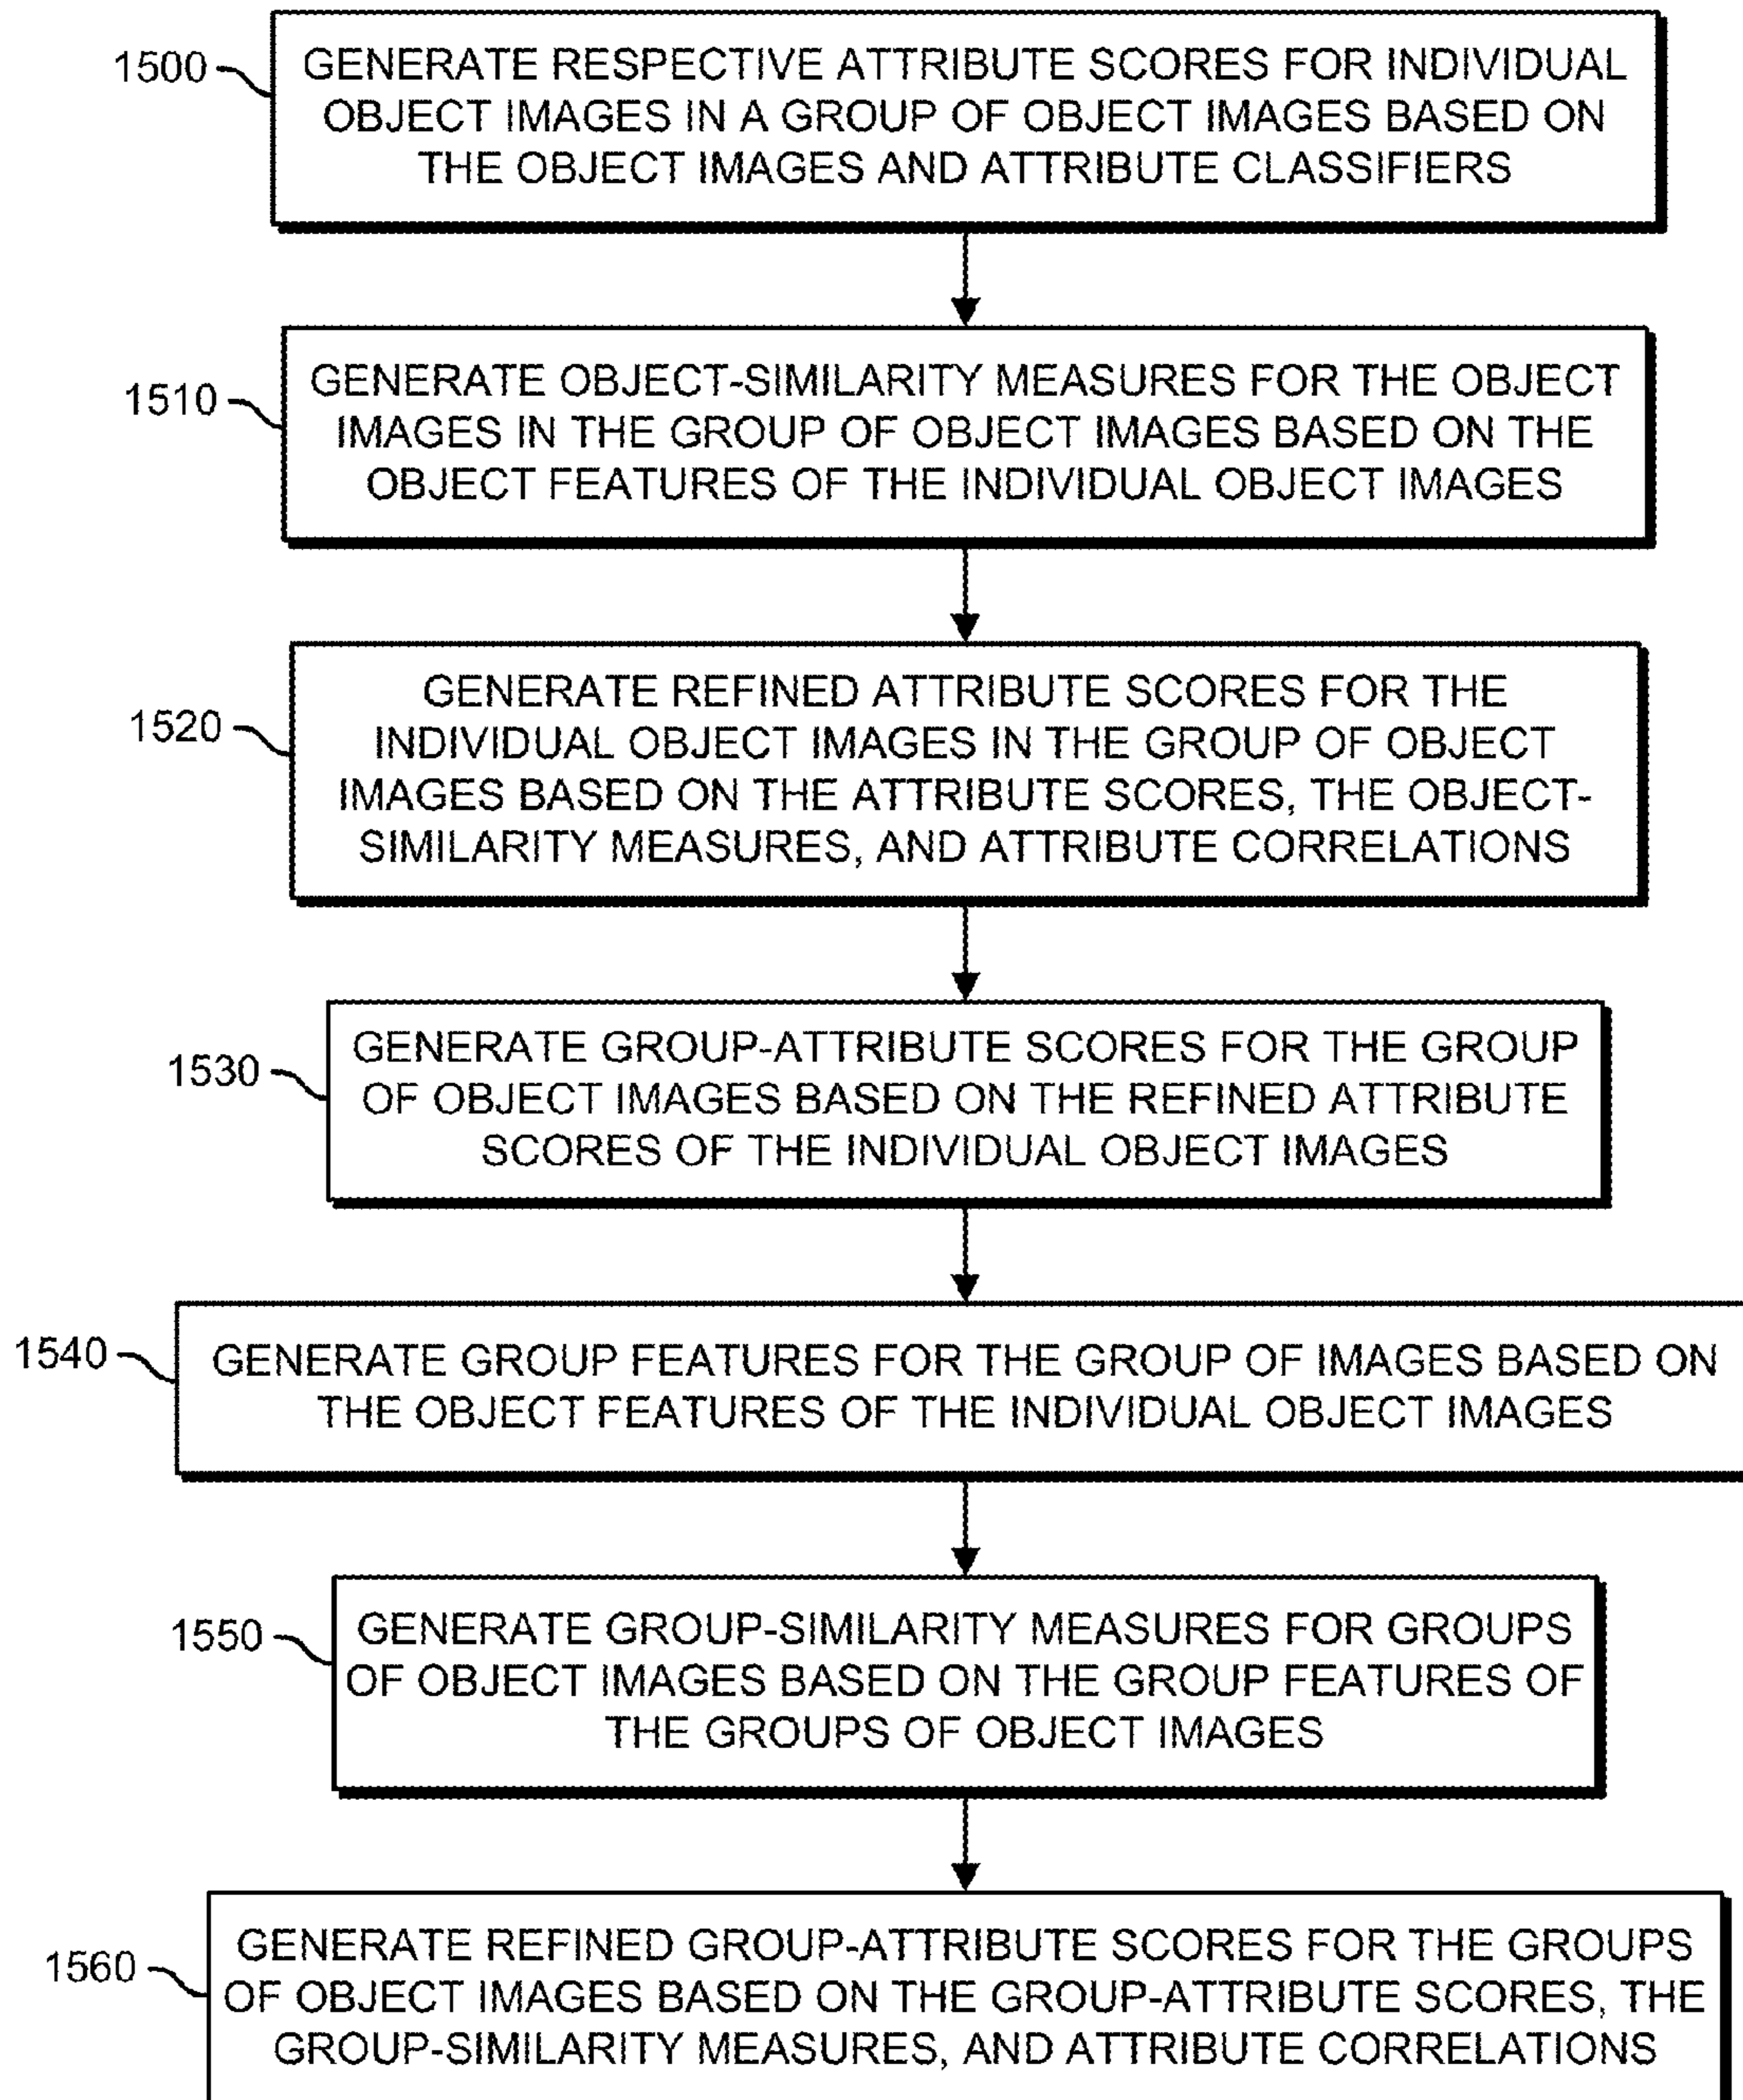 1500
GENERATE RESPECTIVE ATTRIBUTE SCORES FOR INDIVIDUAL
OBJECT IMAGES IN A GROUP OF OBJECT IMAGES BASED ON
THE OBJECT IMAGES AND ATTRIBUTE CLASSIFIERS
1510
GENERATE OBJECT-SIMILARITY MEASURES FOR THE OBJECT
IMAGES IN THE GROUP OF OBJECT IMAGES BASED ON THE
OBJECT FEATURES OF THE INDIVIDUAL OBJECT IMAGES
1520
GENERATE REFINED ATTRIBUTE SCORES FOR THE
INDIVIDUAL OBJECT IMAGES IN THE GROUP OF OBJECT
IMAGES BASED ON THE ATTRIBUTE SCORES, THE OBJECT-
SIMILARITY MEASURES, AND ATTRIBUTE CORRELATIONS
1530
GENERATE GROUP-ATTRIBUTE SCORES FOR THE GROUP
OF OBJECT IMAGES BASED ON THE REFINED ATTRIBUTE
SCORES OF THE INDIVIDUAL OBJECT IMAGES
1540
GENERATE GROUP FEATURES FOR THE GROUP OF IMAGES BASED ON
THE OBJECT FEATURES OF THE INDIVIDUAL OBJECT IMAGES
1550
GENERATE GROUP-SIMILARITY MEASURES FOR GROUPS
OF OBJECT IMAGES BASED ON THE GROUP FEATURES OF
THE GROUPS OF OBJECT IMAGES
1560
GENERATE REFINED GROUP-ATTRIBUTE SCORES FOR THE GROUPS
OF OBJECT IMAGES BASED ON THE GROUP-ATTRIBUTE SCORES, THE
GROUP-SIMILARITY MEASURES, AND ATTRIBUTE CORRELATIONS